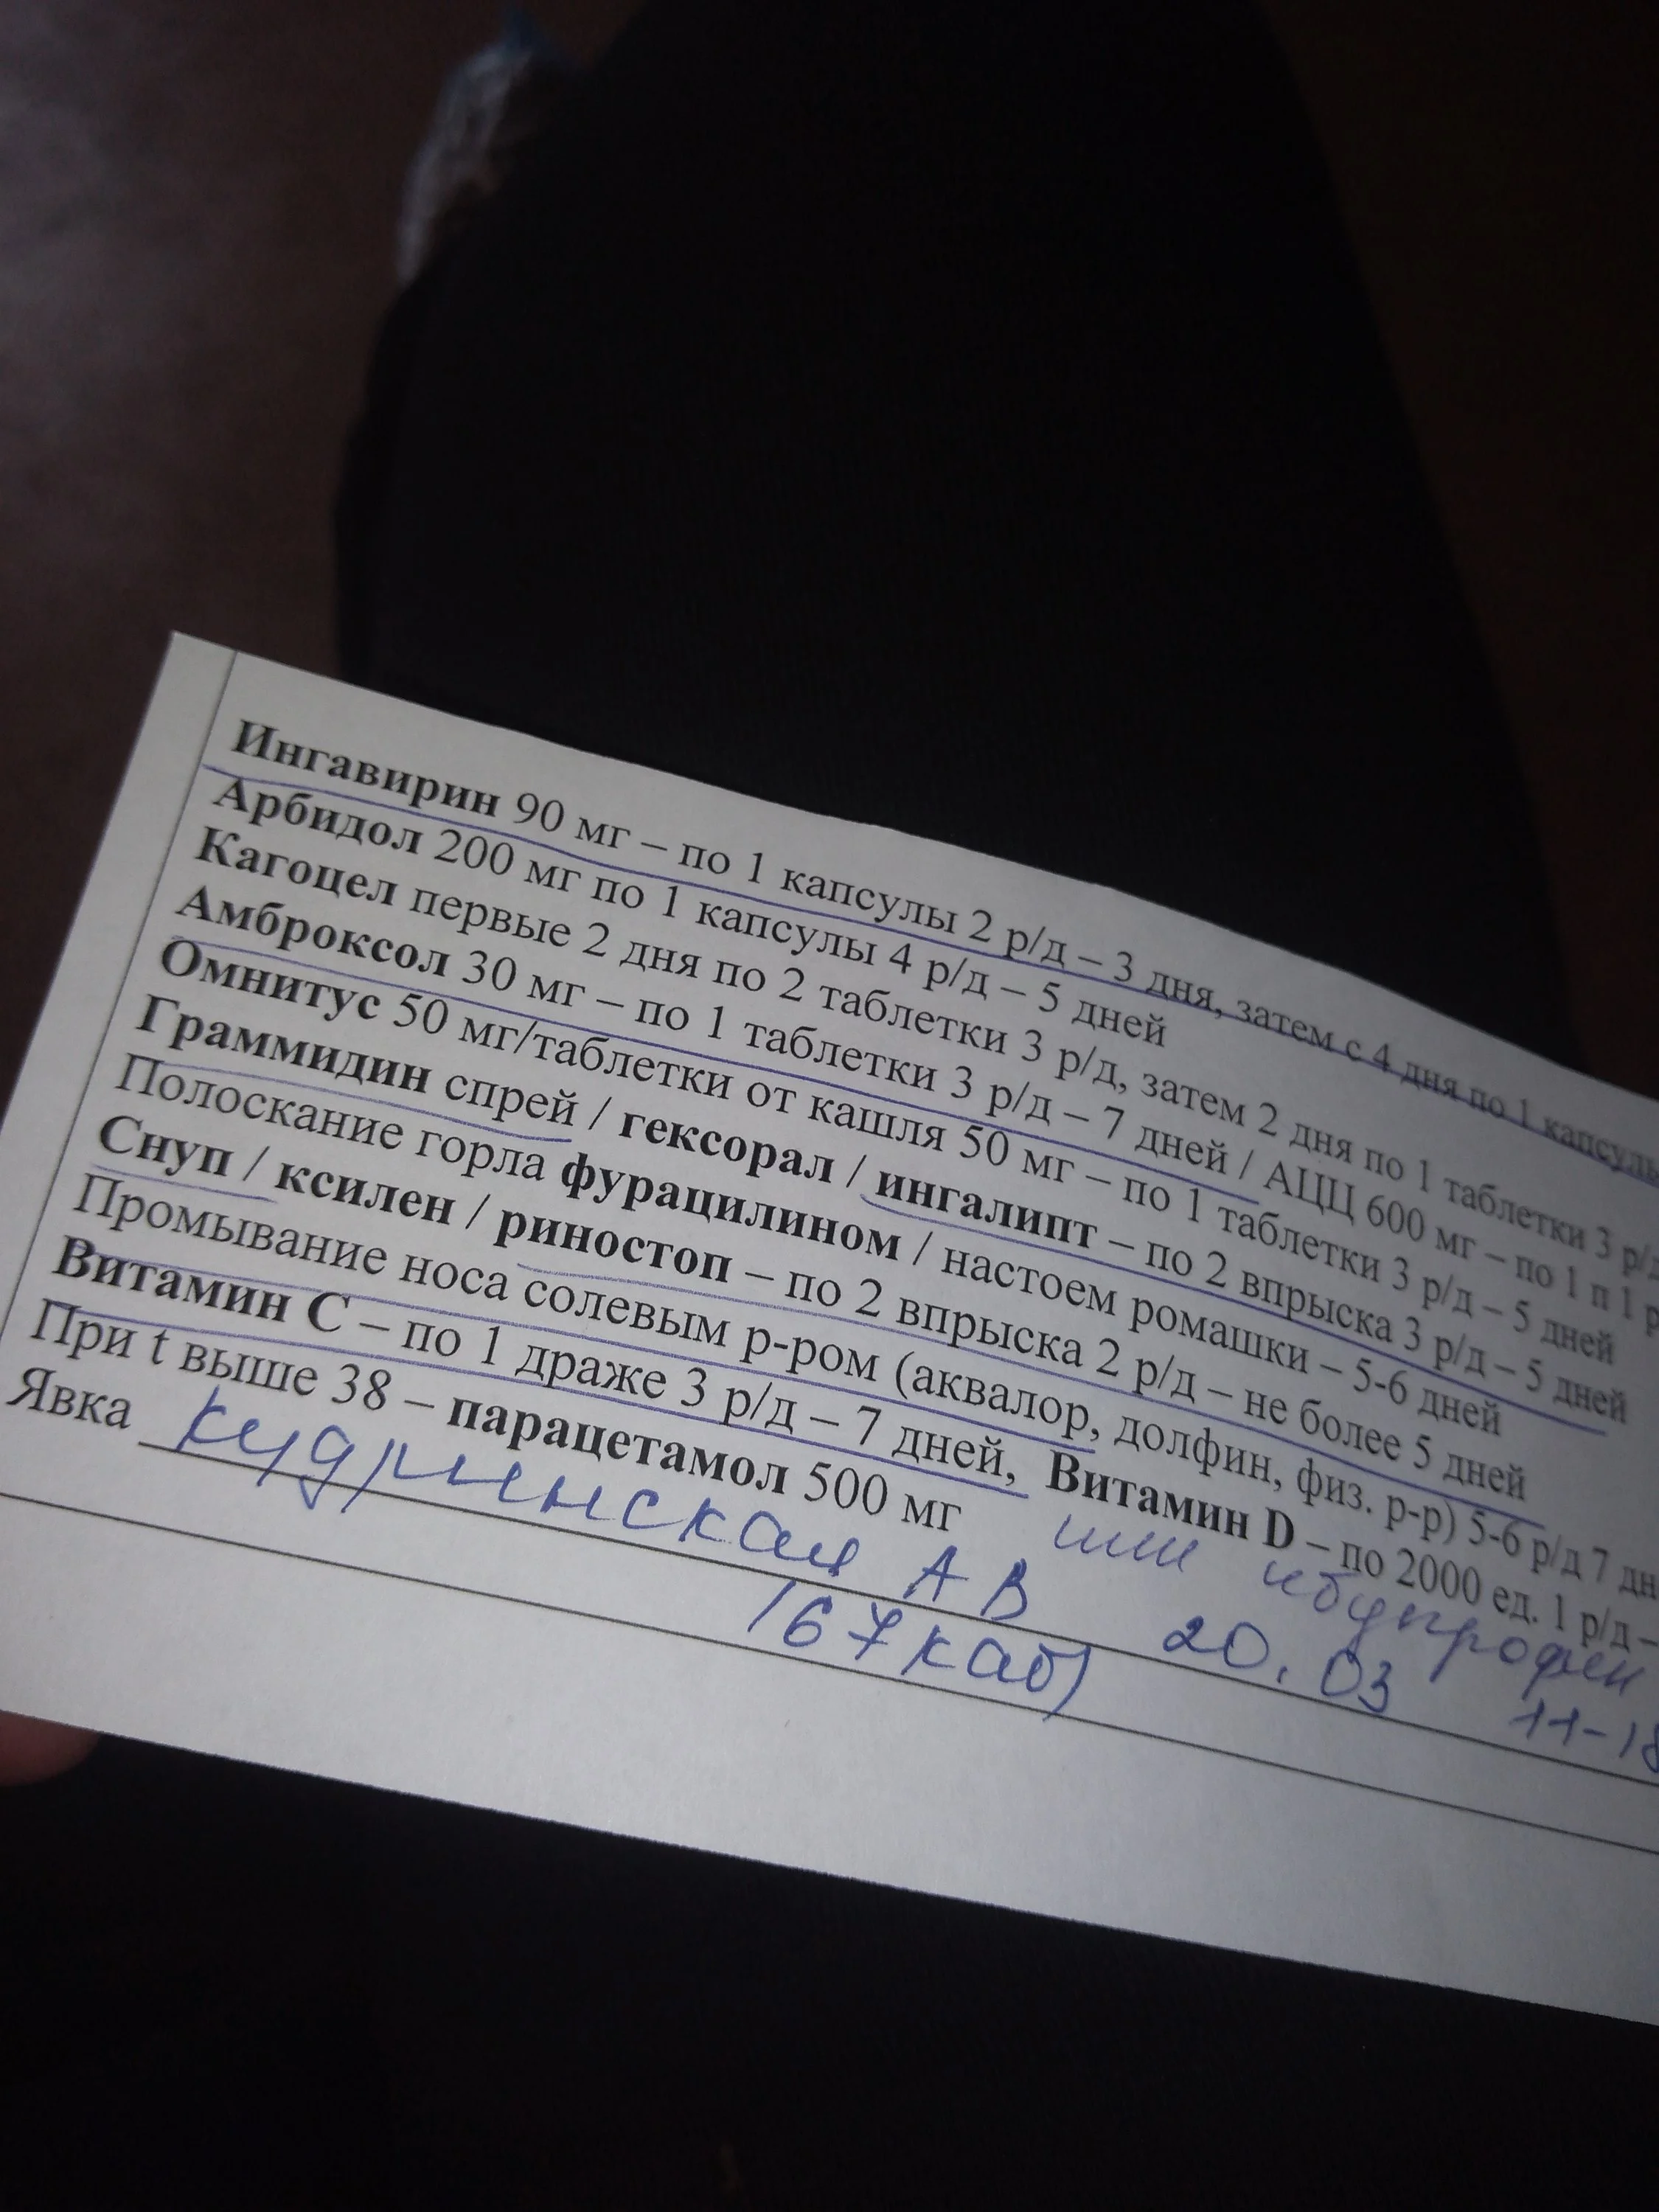 Ингавирин 90 мг – по 1 капсулы 2 р/д – 3 дня, затем с 4 дня по 1 капсулы
Арбидол 200 мг по 1 капсулы 4 р/д – 5 дней
Кагоцел первые 2 дня по 2 таблетки 3 р/д, затем 2 дня по 1 таблетки 3 р/д
Амброксол 30 мг – по 1 таблетки 3 р/д – 7 дней / АЦЦ 600 мг – по 1 п 1 р
Омнитус 50 мг/таблетки от кашля 50 мг – по 1 таблетки 3 р/д – 5 дней
Граммидин спрей / гексорал / ингалипт – по 2 впрыска 3 р/д – 5 дней
Полоскание горла фурацилином / настоем ромашки – 5-6 дней
Снуп / ксилен / риностоп – по 2 впрыска 2 р/д – не более 5 дней
Промывание носа солевым р-ром (аквалор, долфин, физ. р-р) 5-6 р/д 7 дн
Витамин С – по 1 драже 3 р/д – 7 дней, Витамин D – по 2000 ед. 1 р/д –
При t выше 38 – парацетамол 500 мг или ибупрофен
Явка Кудринская А В 20.03 11-18
167 каб)